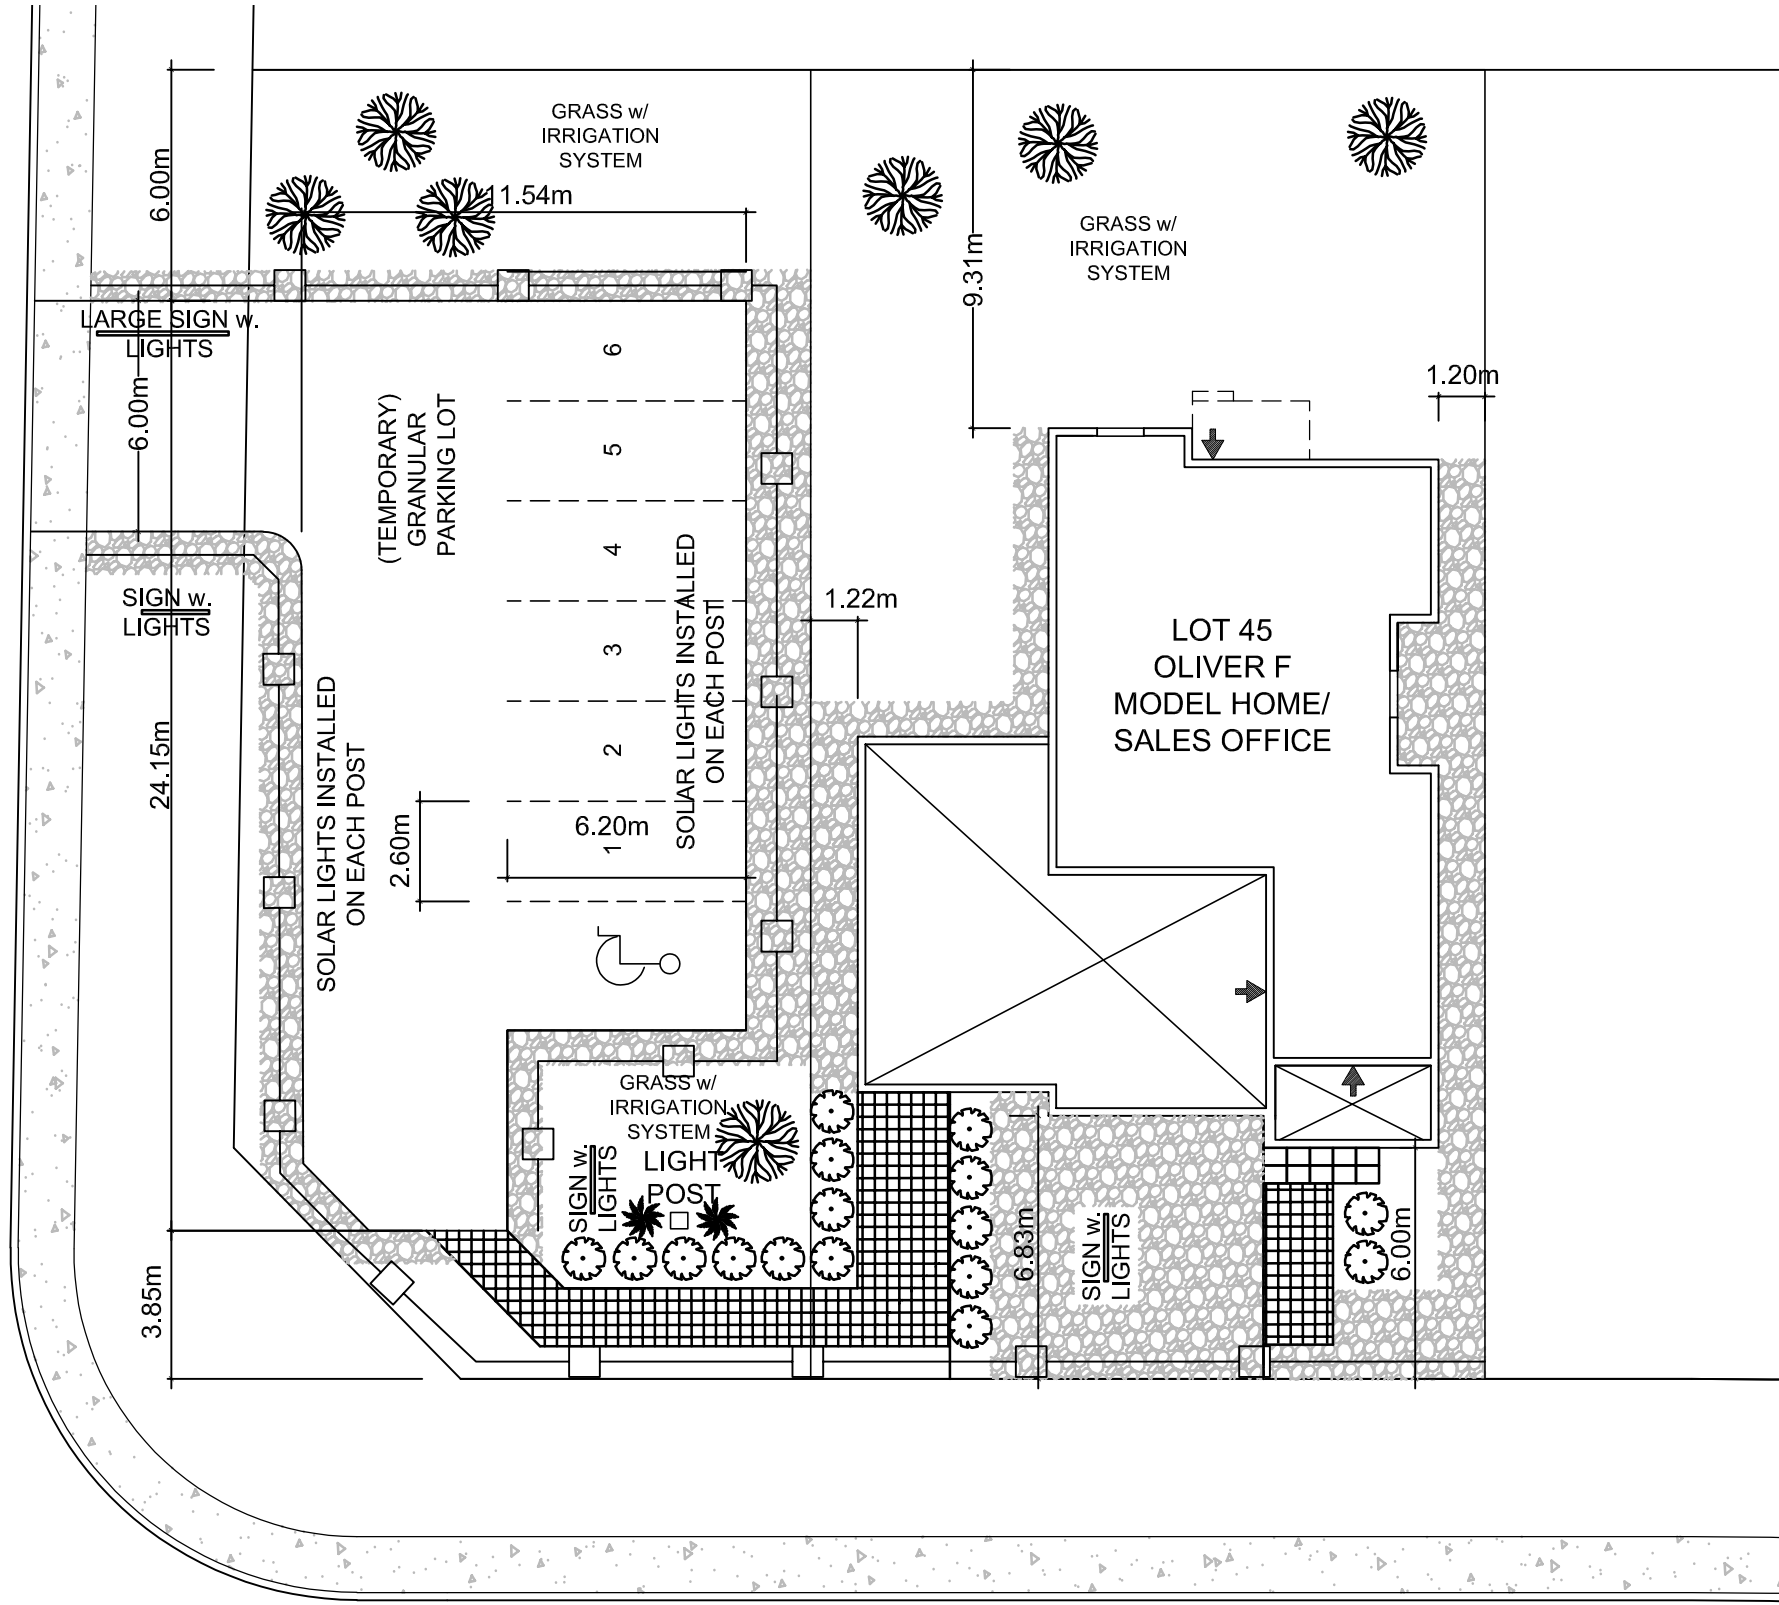 GRASS w/
IRRIGATION
SYSTEM
6.00m
11.54m
9.31m
GRASS w/
IRRIGATION
SYSTEM
LARGE SIGN w.
LIGHTS
6.00m
(TEMPORARY)
GRANULAR
PARKING LOT
6
5
4
3
2
1
1.20m
SIGN w.
LIGHTS
SOLAR LIGHTS INSTALLED
ON EACH POST
1.22m
LOT 45
OLIVER F
MODEL HOME/
SALES OFFICE
24.15m
SOLAR LIGHTS INSTALLED
ON EACH POST
2.60m
6.20m
GRASS w/
IRRIGATION
SYSTEM
SIGN w.
LIGHTS
LIGHT
POST
3.85m
6.83m
SIGN w.
LIGHTS
6.00m